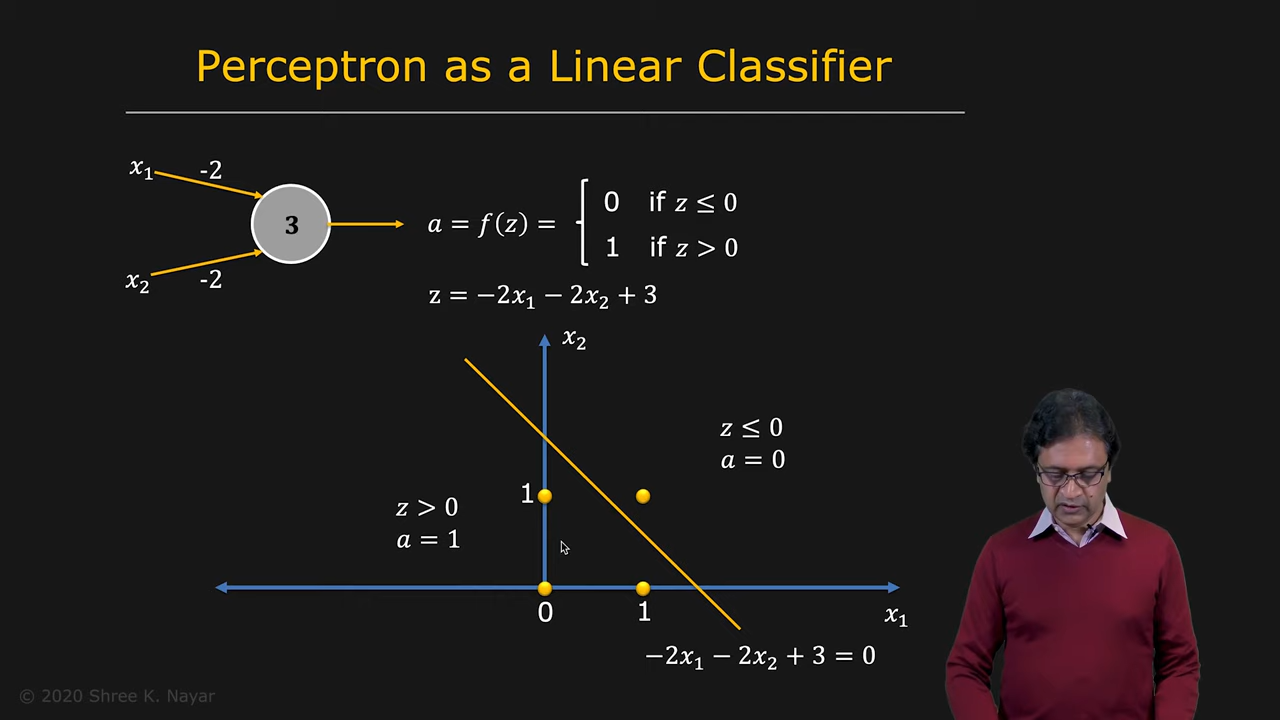 Perceptron as a Linear Classifier
x₁ -2
3
x₂ -2
a = f(z) = { 0 if z ≤ 0
1 if z > 0
z = −2x₁ − 2x₂ + 3
x₂
z ≤ 0
a = 0
1
z > 0
a = 1
0 1 x₁
−2x₁ − 2x₂ + 3 = 0
© 2020 Shree K. Nayar